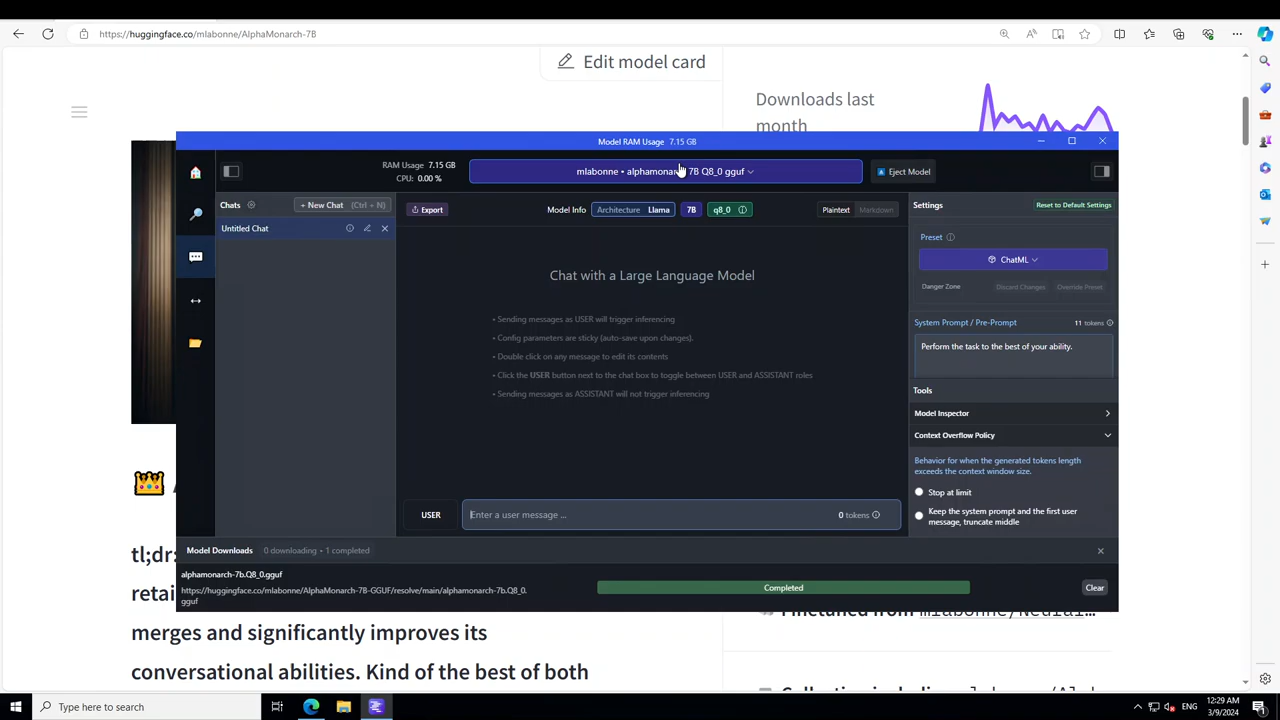 https://huggingface.co/mlabonne/AlphaMonarch-7B
Edit model card
Downloads last
month
Model RAM Usage 7.15 GB
RAM Usage 7.15 GB
CPU: 0.00 %
mlabonne • alphamonarch 7B Q8_0 gguf
Eject Model
Chats
+ New Chat (Ctrl + N)
Export
Model Info
Architecture Llama
7B
q8_0
Plaintext Markdown
Settings
Reset to Default Settings
Untitled Chat
Preset
ChatML
Danger Zone
Discard Changes
Override Preset
Chat with a Large Language Model
• Sending messages as USER will trigger inferencing
• Config parameters are sticky (auto-save upon changes).
• Double click on any message to edit its contents
• Click the USER button next to the chat box to toggle between USER and ASSISTANT roles
• Sending messages as ASSISTANT will not trigger inferencing
System Prompt / Pre-Prompt
11 tokens
Perform the task to the best of your ability.
Tools
Model Inspector
Context Overflow Policy
Behavior for when the generated tokens length
exceeds the context window size.
Stop at limit
Keep the system prompt and the first user
message, truncate middle
USER
Enter a user message ...
0 tokens
Model Downloads 0 downloading • 1 completed
alphamonarch-7b.Q8_0.gguf
https://huggingface.co/mlabonne/AlphaMonarch-7B-GGUF/resolve/main/alphamonarch-7b.Q8_0.
gguf
Completed
Clear
tl;dr:
retai
merges and significantly improves its
conversational abilities. Kind of the best of both
Type here to search
ENG
12:29 AM
3/9/2024